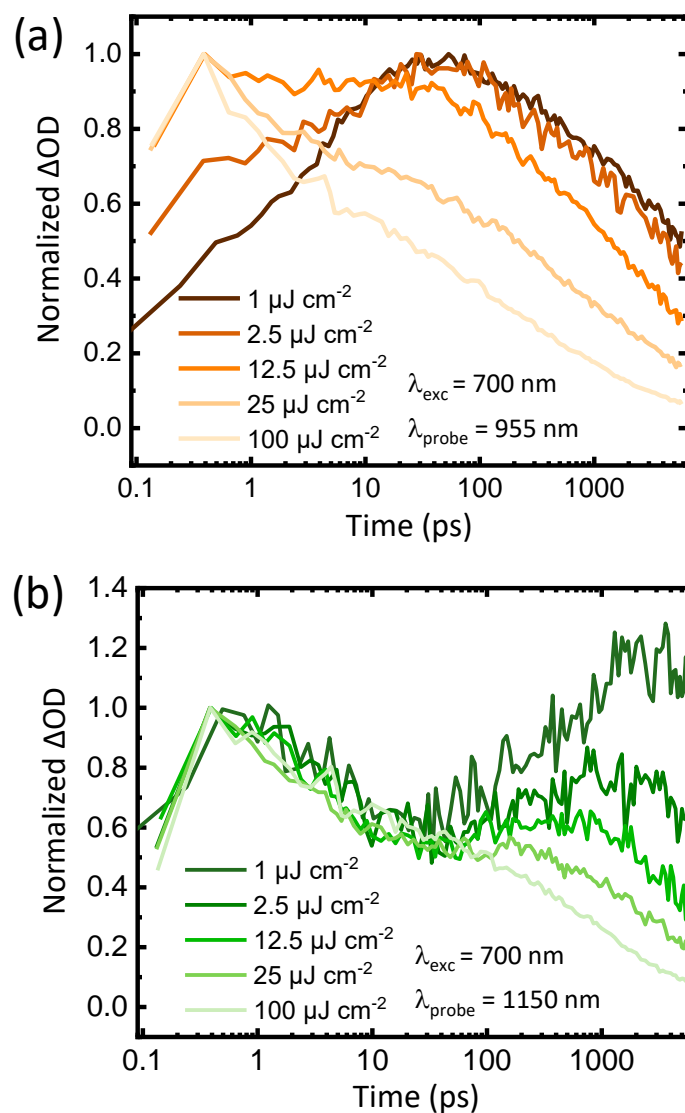 (a)
1.0
0.8
0.6
0.4
0.2
0.0
Normalized ΔOD
1 µJ cm⁻²
2.5 µJ cm⁻²
12.5 µJ cm⁻²
25 µJ cm⁻²
100 µJ cm⁻²
λexc = 700 nm
λprobe = 955 nm
0.1 1 10 100 1000
Time (ps)
(b)
1.4
1.2
1.0
0.8
0.6
0.4
0.2
0.0
Normalized ΔOD
1 µJ cm⁻²
2.5 µJ cm⁻²
12.5 µJ cm⁻²
25 µJ cm⁻²
100 µJ cm⁻²
λexc = 700 nm
λprobe = 1150 nm
0.1 1 10 100 1000
Time (ps)